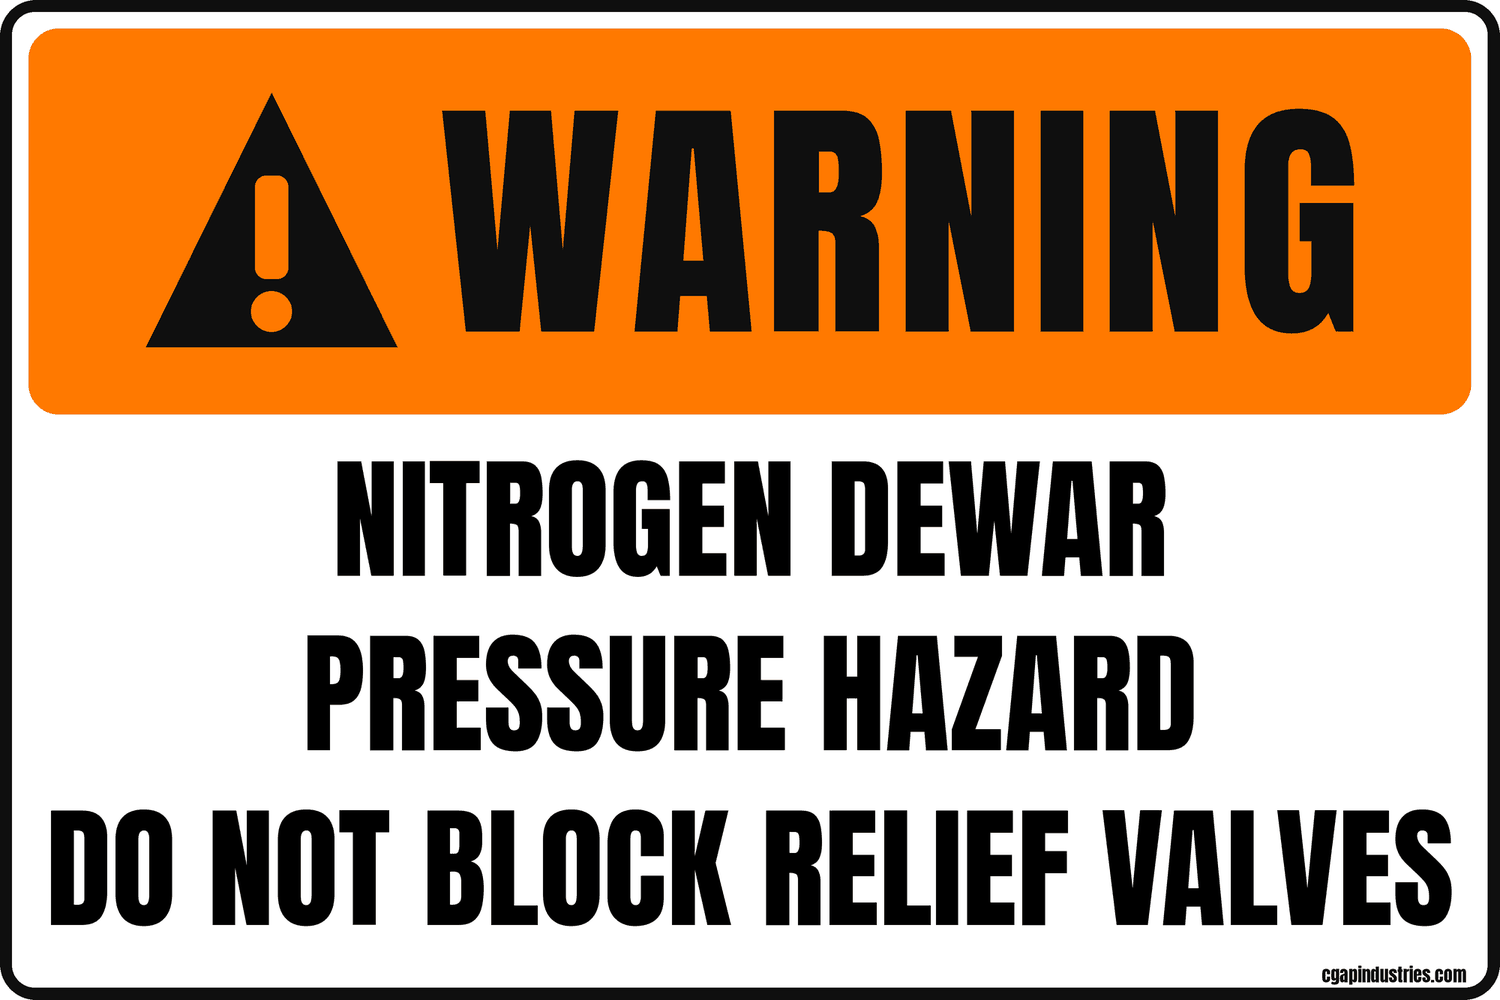 WARNING
NITROGEN DEWAR
PRESSURE HAZARD
DO NOT BLOCK RELIEF VALVES
cgapindustries.com